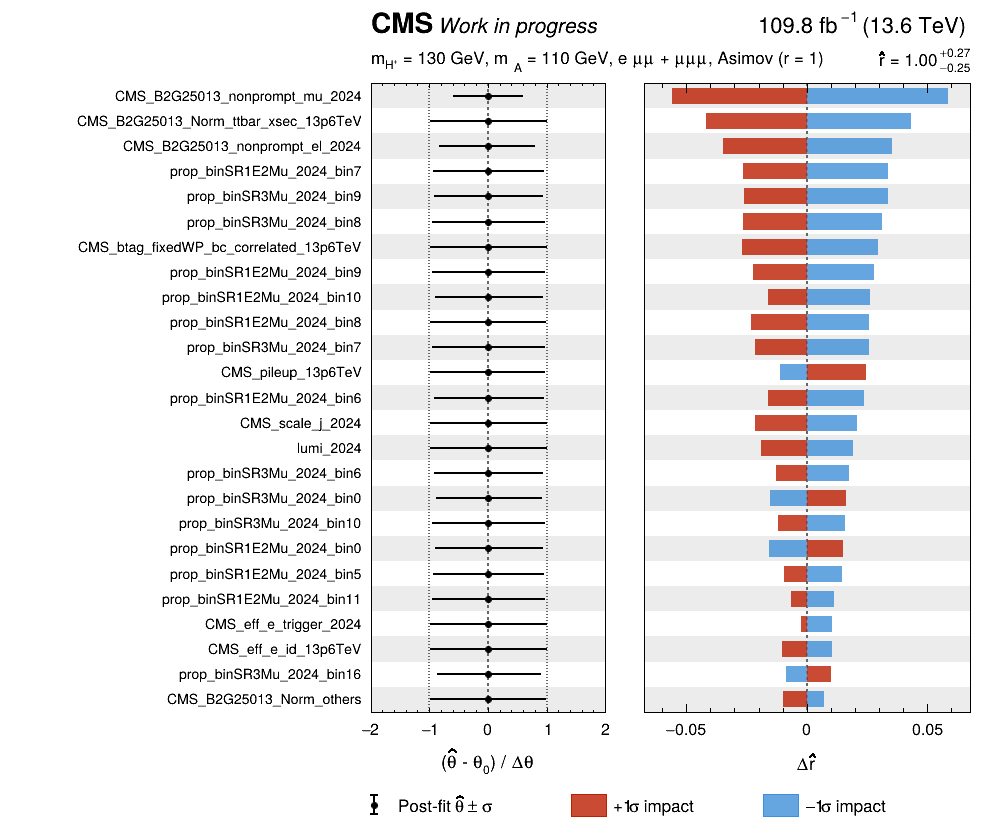 CMS Work in progress 109.8 fb⁻¹ (13.6 TeV)
m_H⁺ = 130 GeV, m_A = 110 GeV, e μμ + μμμ, Asimov (r = 1) r̂ = 1.00 +0.27 −0.25
CMS_B2G25013_nonprompt_mu_2024
CMS_B2G25013_Norm_ttbar_xsec_13p6TeV
CMS_B2G25013_nonprompt_el_2024
prop_binSR1E2Mu_2024_bin7
prop_binSR3Mu_2024_bin9
prop_binSR3Mu_2024_bin8
CMS_btag_fixedWP_bc_correlated_13p6TeV
prop_binSR1E2Mu_2024_bin9
prop_binSR1E2Mu_2024_bin10
prop_binSR1E2Mu_2024_bin8
prop_binSR3Mu_2024_bin7
CMS_pileup_13p6TeV
prop_binSR1E2Mu_2024_bin6
CMS_scale_j_2024
lumi_2024
prop_binSR3Mu_2024_bin6
prop_binSR3Mu_2024_bin0
prop_binSR3Mu_2024_bin10
prop_binSR1E2Mu_2024_bin0
prop_binSR1E2Mu_2024_bin5
prop_binSR1E2Mu_2024_bin11
CMS_eff_e_trigger_2024
CMS_eff_e_id_13p6TeV
prop_binSR3Mu_2024_bin16
CMS_B2G25013_Norm_others
−2 −1 0 1 2 −0.05 0 0.05
(θ̂ - θ₀) / Δθ Δr̂
Post-fit θ̂ ± σ +1σ impact −1σ impact